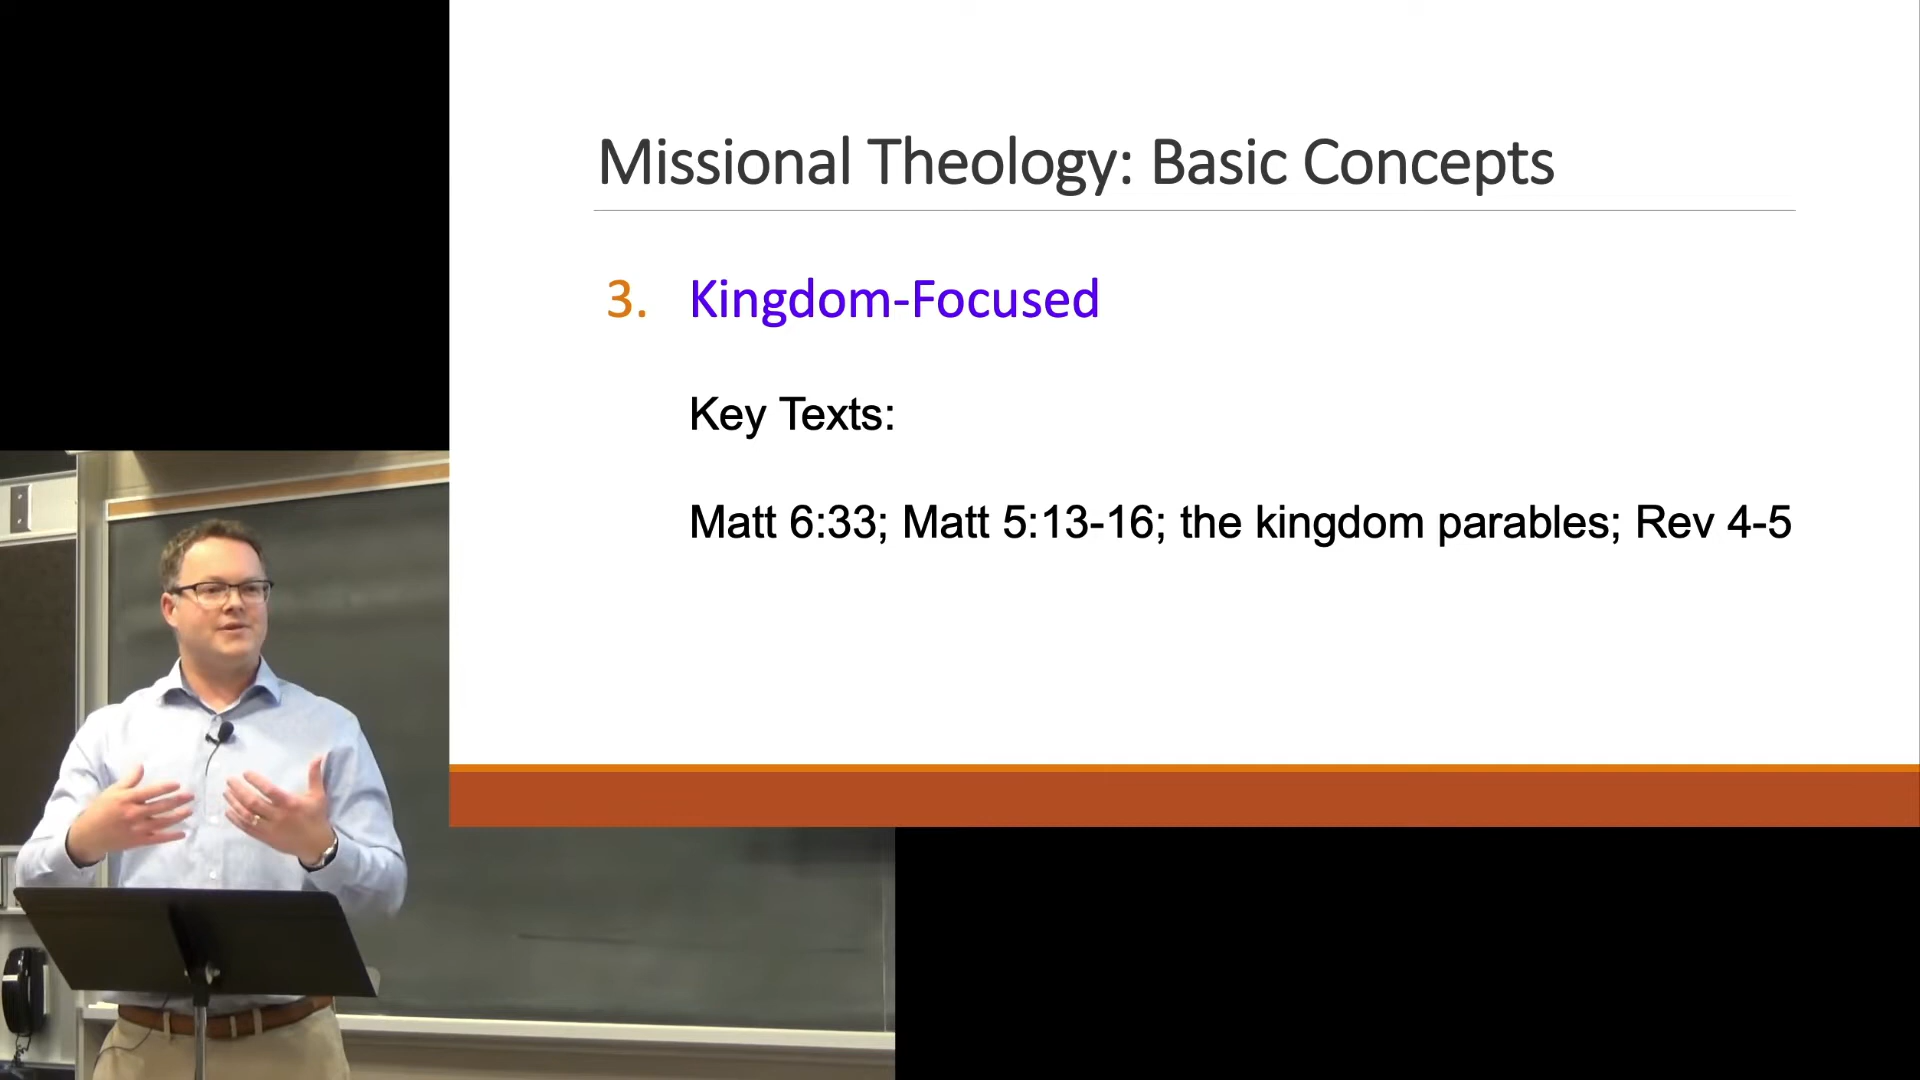 Missional Theology: Basic Concepts
3. Kingdom-Focused
Key Texts:
Matt 6:33; Matt 5:13-16; the kingdom parables; Rev 4-5